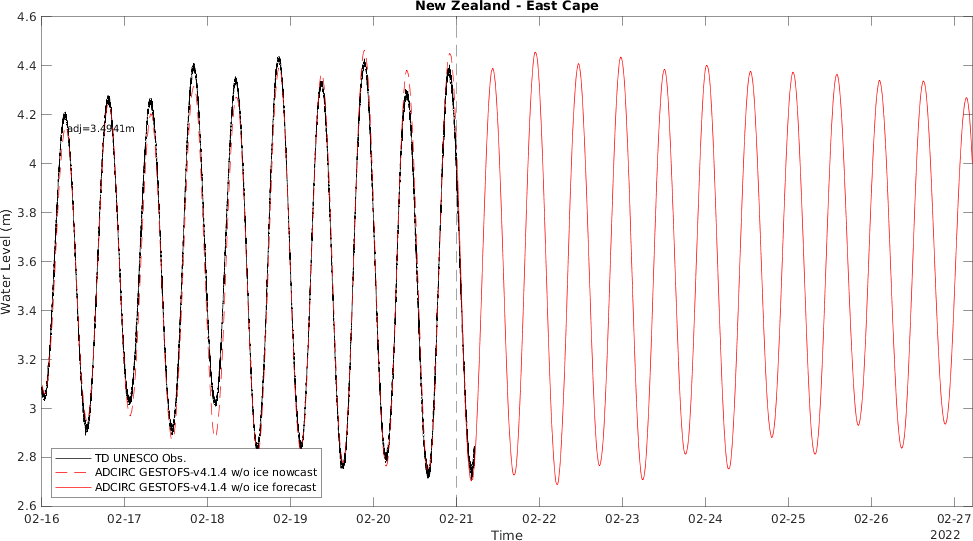 New Zealand - East Cape
4.6
4.4
4.2
4
3.8
3.6
3.4
3.2
3
2.8
2.6
Water Level (m)
adj=3.4941m
TD UNESCO Obs.
ADCIRC GESTOFS-v4.1.4 w/o ice nowcast
ADCIRC GESTOFS-v4.1.4 w/o ice forecast
02-16 02-17 02-18 02-19 02-20 02-21 02-22 02-23 02-24 02-25 02-26 02-27
Time
2022